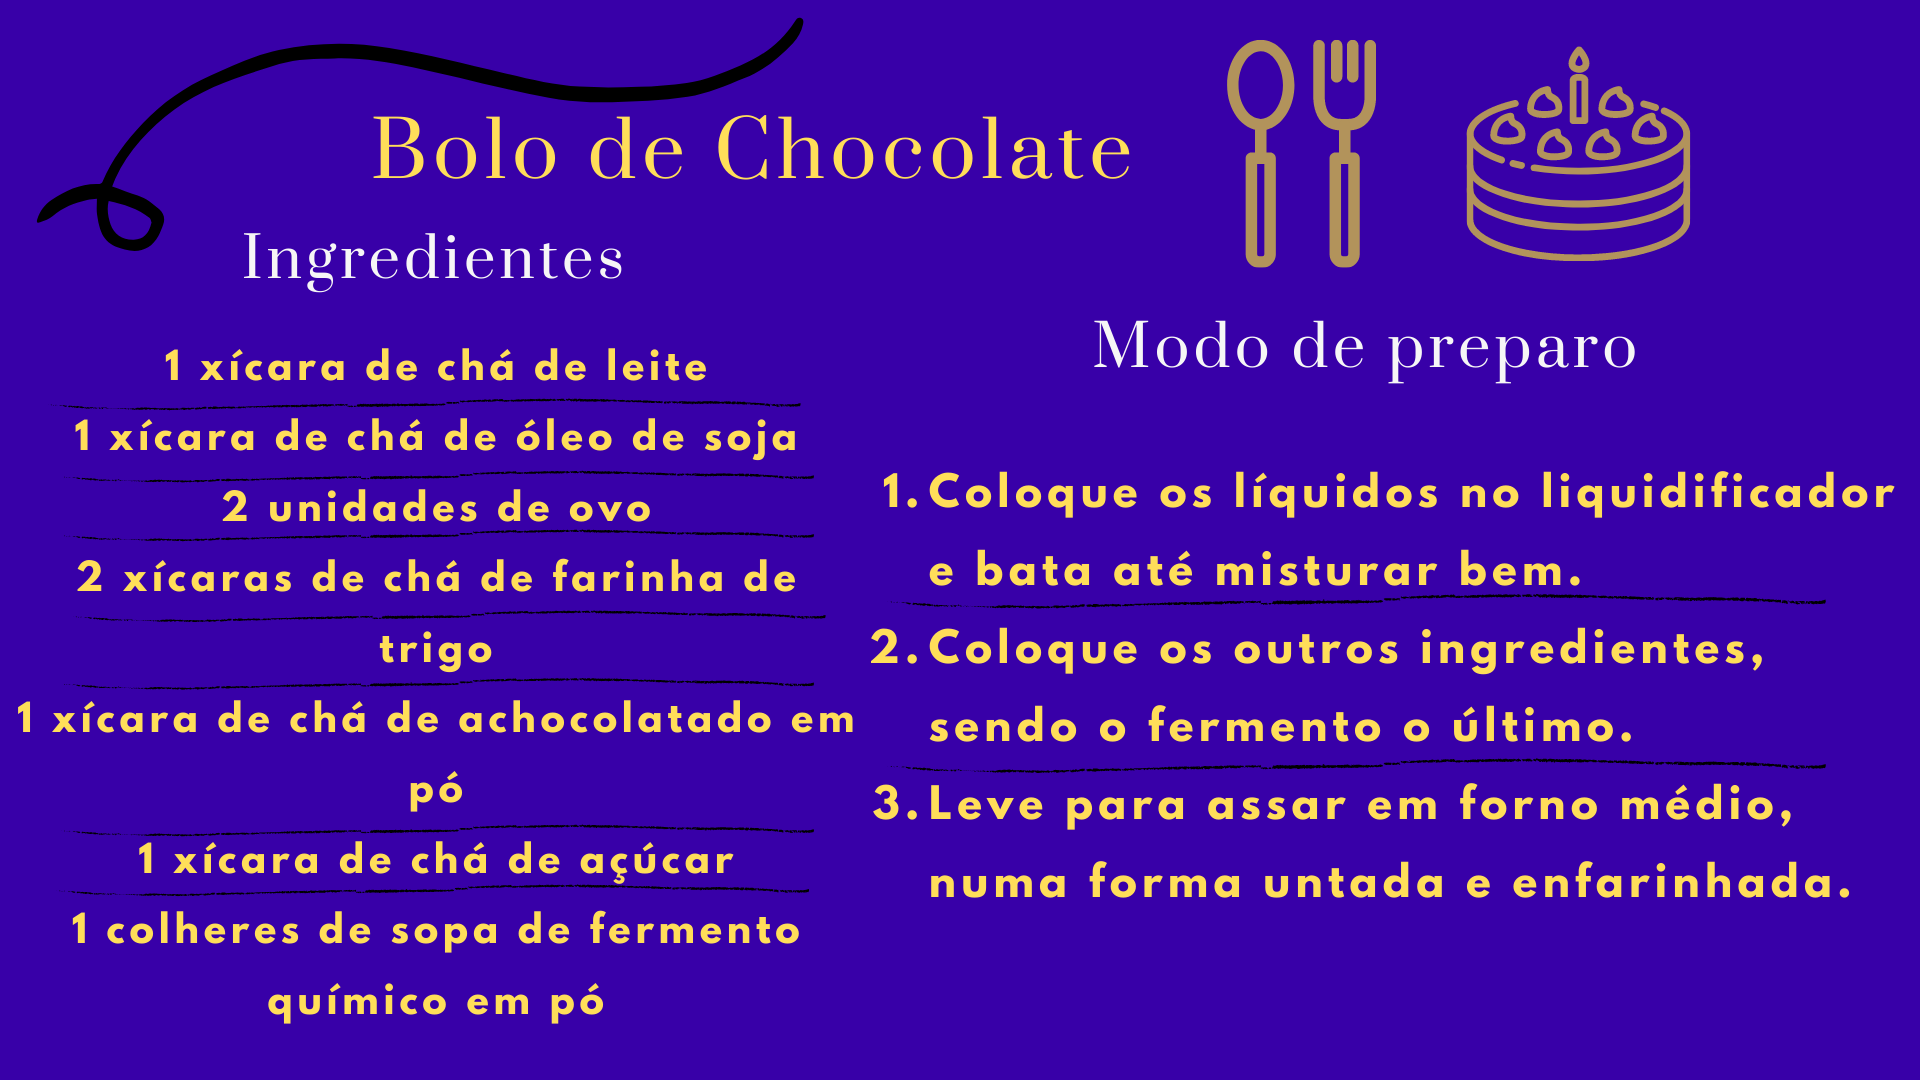 Bolo de Chocolate
Ingredientes
1 xícara de chá de leite
1 xícara de chá de óleo de soja
2 unidades de ovo
2 xícaras de chá de farinha de
trigo
1 xícara de chá de achocolatado em
pó
1 xícara de chá de açúcar
1 colheres de sopa de fermento
químico em pó
Modo de preparo
1. Coloque os líquidos no liquidificador
e bata até misturar bem.
2. Coloque os outros ingredientes,
sendo o fermento o último.
3. Leve para assar em forno médio,
numa forma untada e enfarinhada.